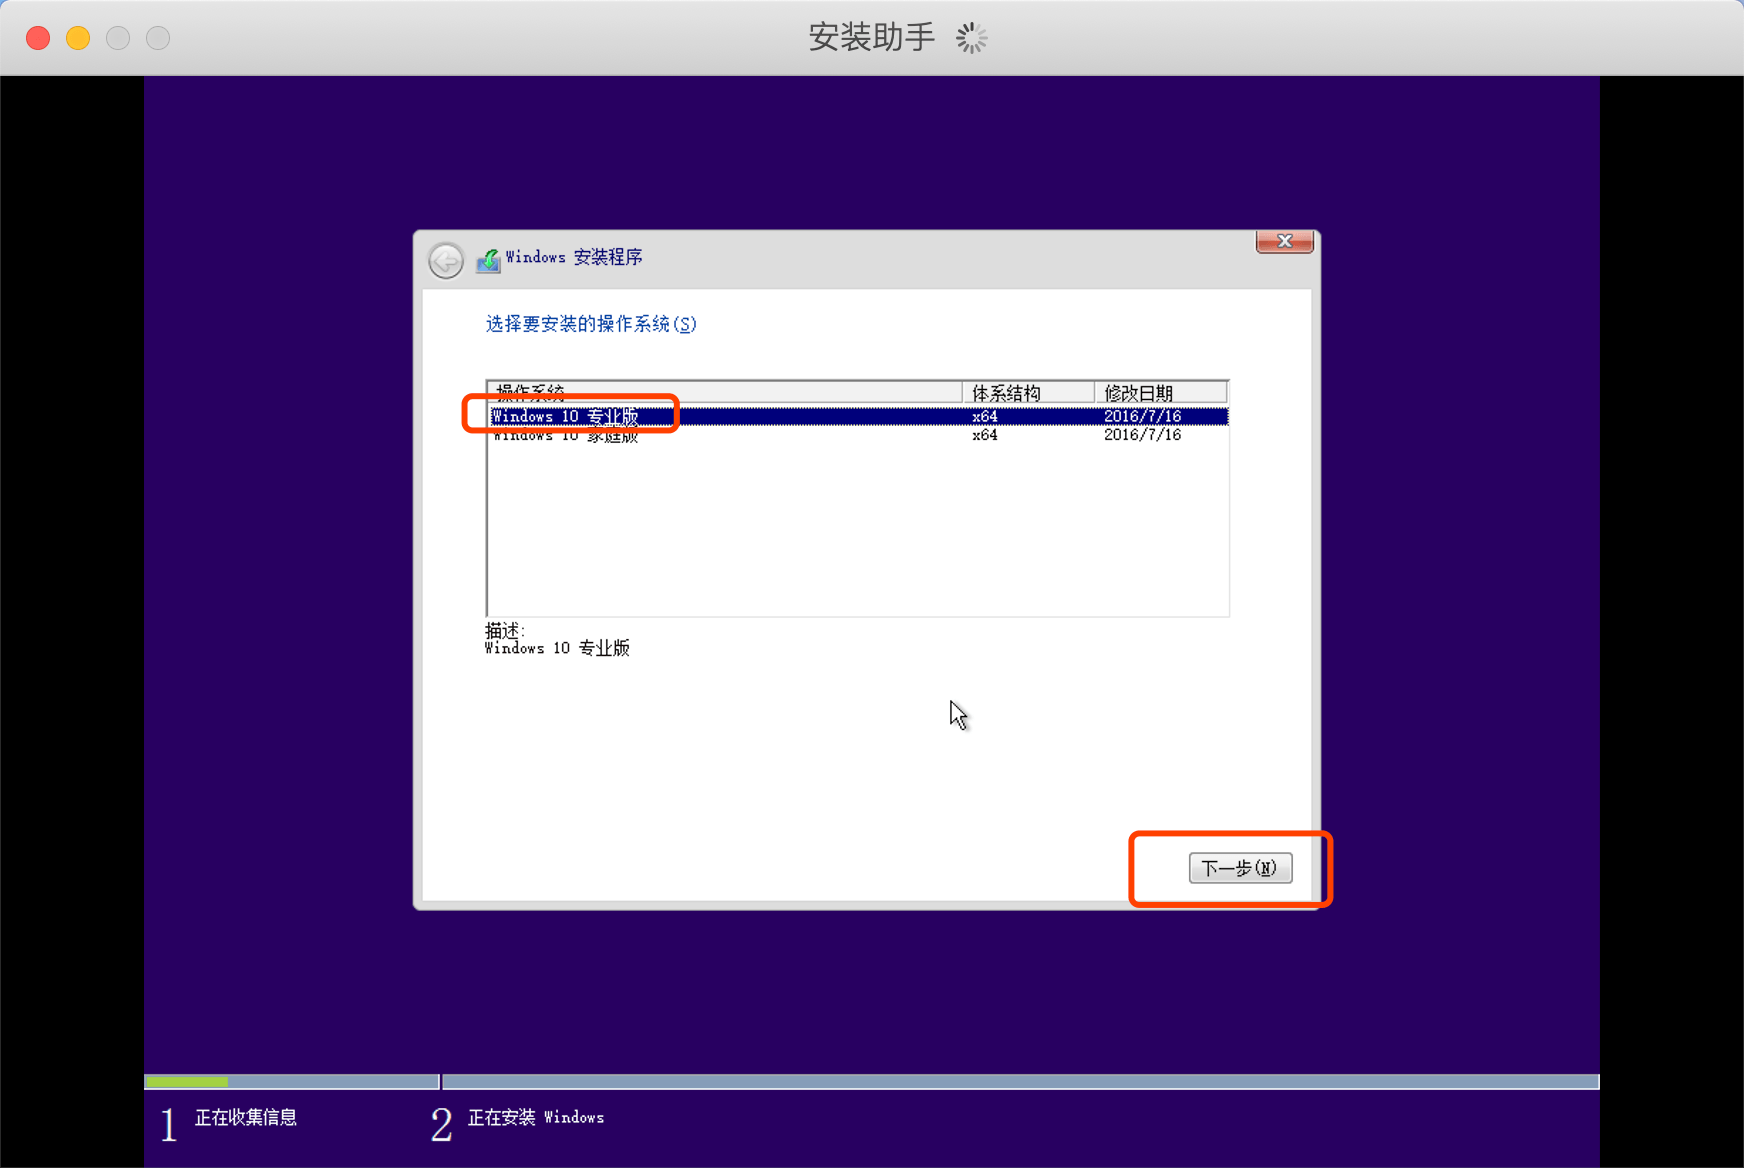 安装助手
Windows 安装程序
选择要安装的操作系统(S)
操作系统 体系结构 修改日期
Windows 10 专业版 x64 2016/7/16
Windows 10 家庭版 x64 2016/7/16
描述:
Windows 10 专业版
下一步(N)
1 正在收集信息 2 正在安装 Windows